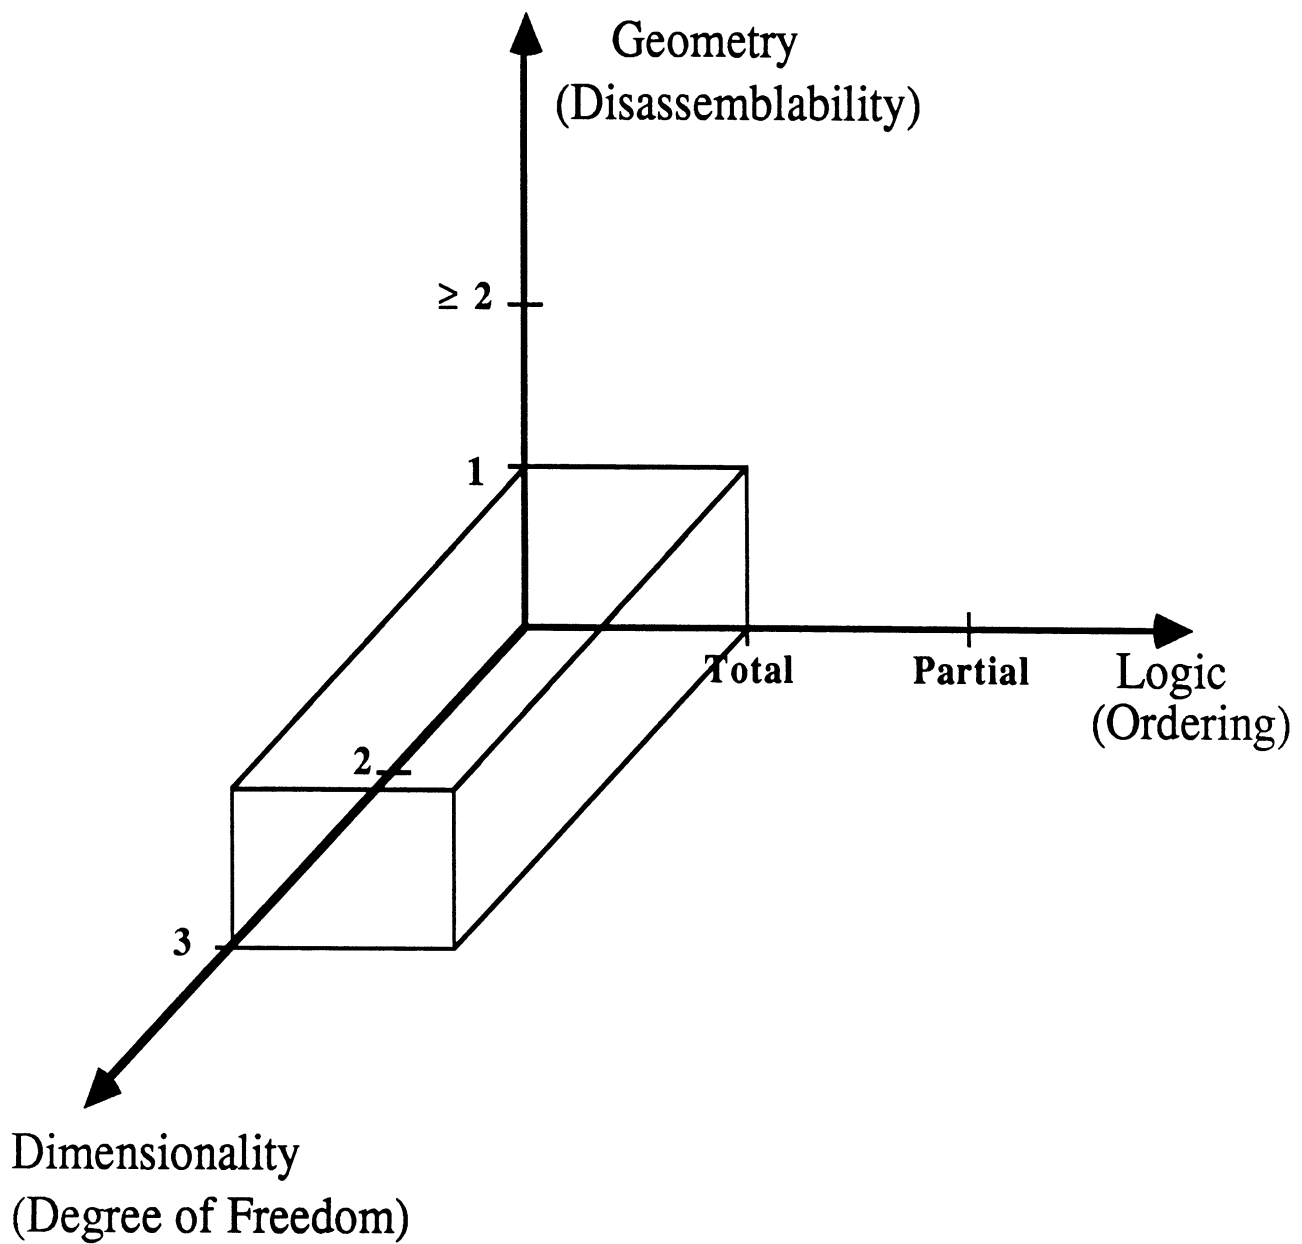 Geometry
(Disassemblability)
≥ 2
1
Total
Partial
Logic
(Ordering)
2
3
Dimensionality
(Degree of Freedom)